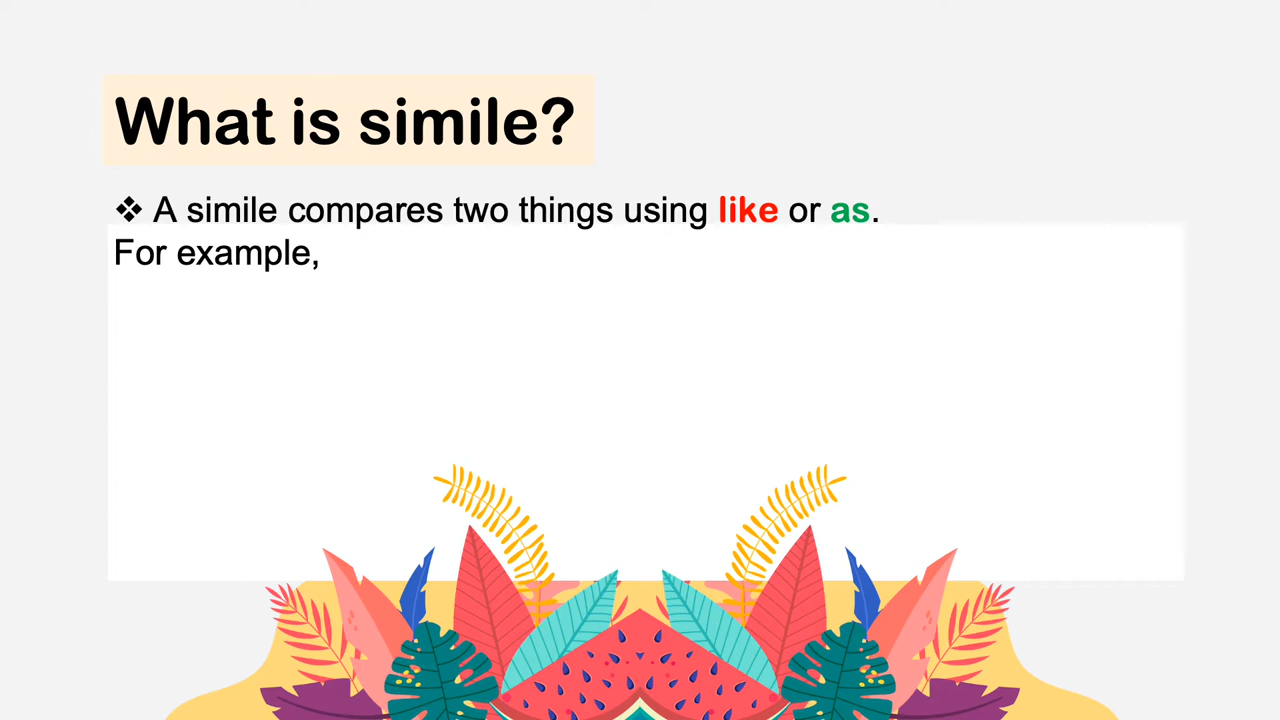 What is simile?
❖ A simile compares two things using like or as.
For example,